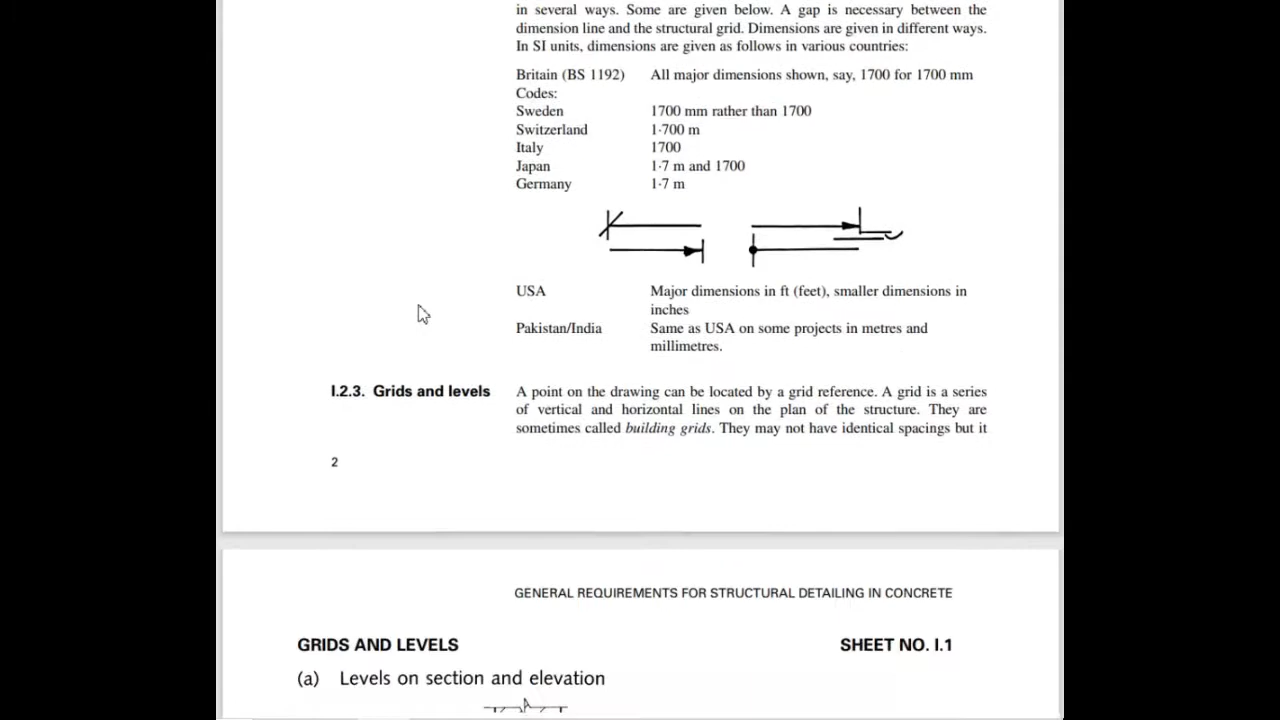 in several ways. Some are given below. A gap is necessary between the
dimension line and the structural grid. Dimensions are given in different ways.
In SI units, dimensions are given as follows in various countries:
Britain (BS 1192) All major dimensions shown, say, 1700 for 1700 mm
Codes:
Sweden 1700 mm rather than 1700
Switzerland 1·700 m
Italy 1700
Japan 1·7 m and 1700
Germany 1·7 m
USA Major dimensions in ft (feet), smaller dimensions in
inches
Pakistan/India Same as USA on some projects in metres and
millimetres.
I.2.3. Grids and levels A point on the drawing can be located by a grid reference. A grid is a series
of vertical and horizontal lines on the plan of the structure. They are
sometimes called building grids. They may not have identical spacings but it
2
GENERAL REQUIREMENTS FOR STRUCTURAL DETAILING IN CONCRETE
GRIDS AND LEVELS SHEET NO. I.1
(a) Levels on section and elevation